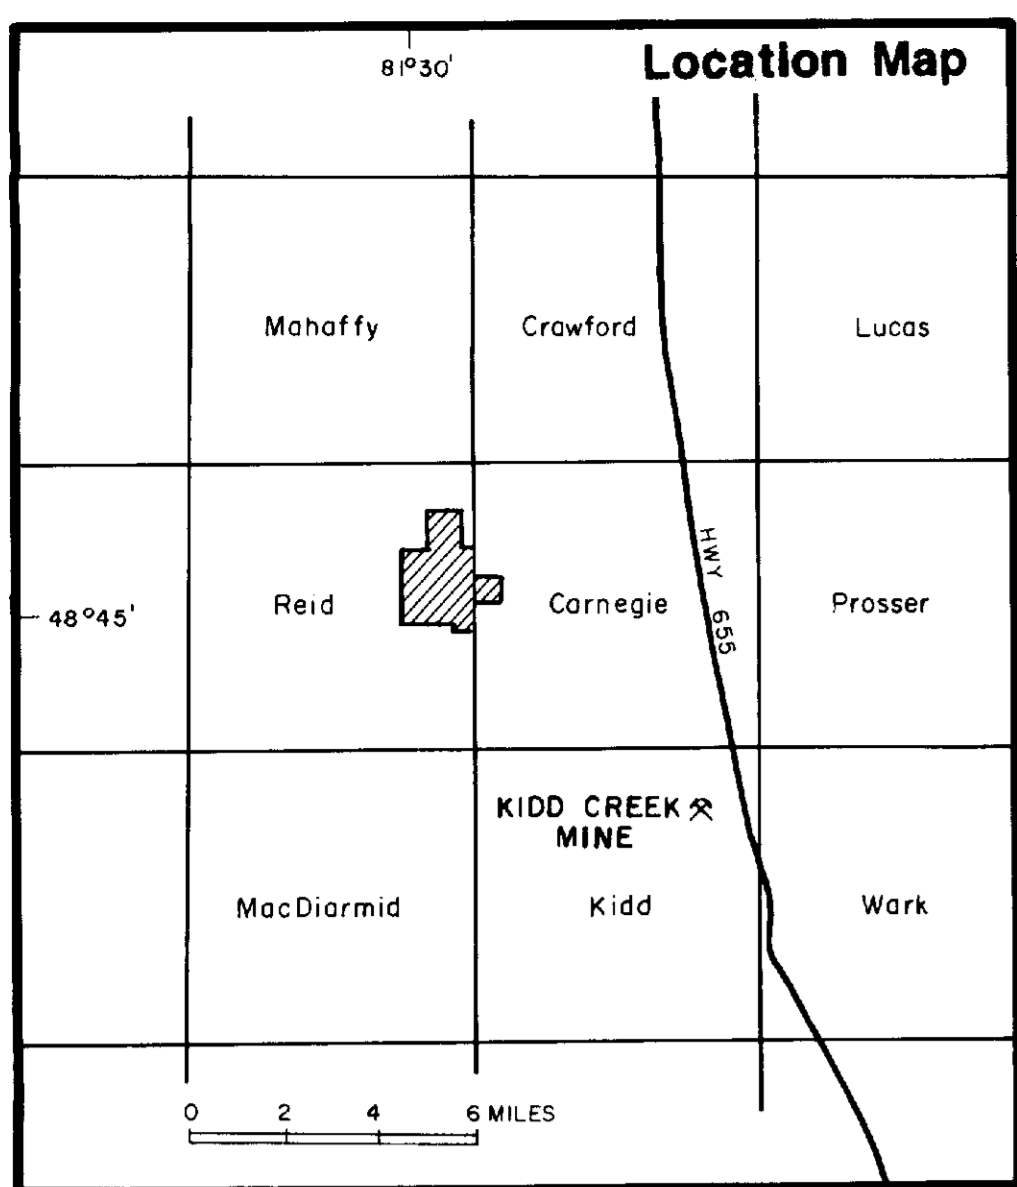 81°30'
Location Map
Mahaffy
Crawford
Lucas
Reid
Carnegie
Prosser
HWY 655
48°45'
KIDD CREEK
MINE
MacDiarmid
Kidd
Wark
0 2 4 6 MILES